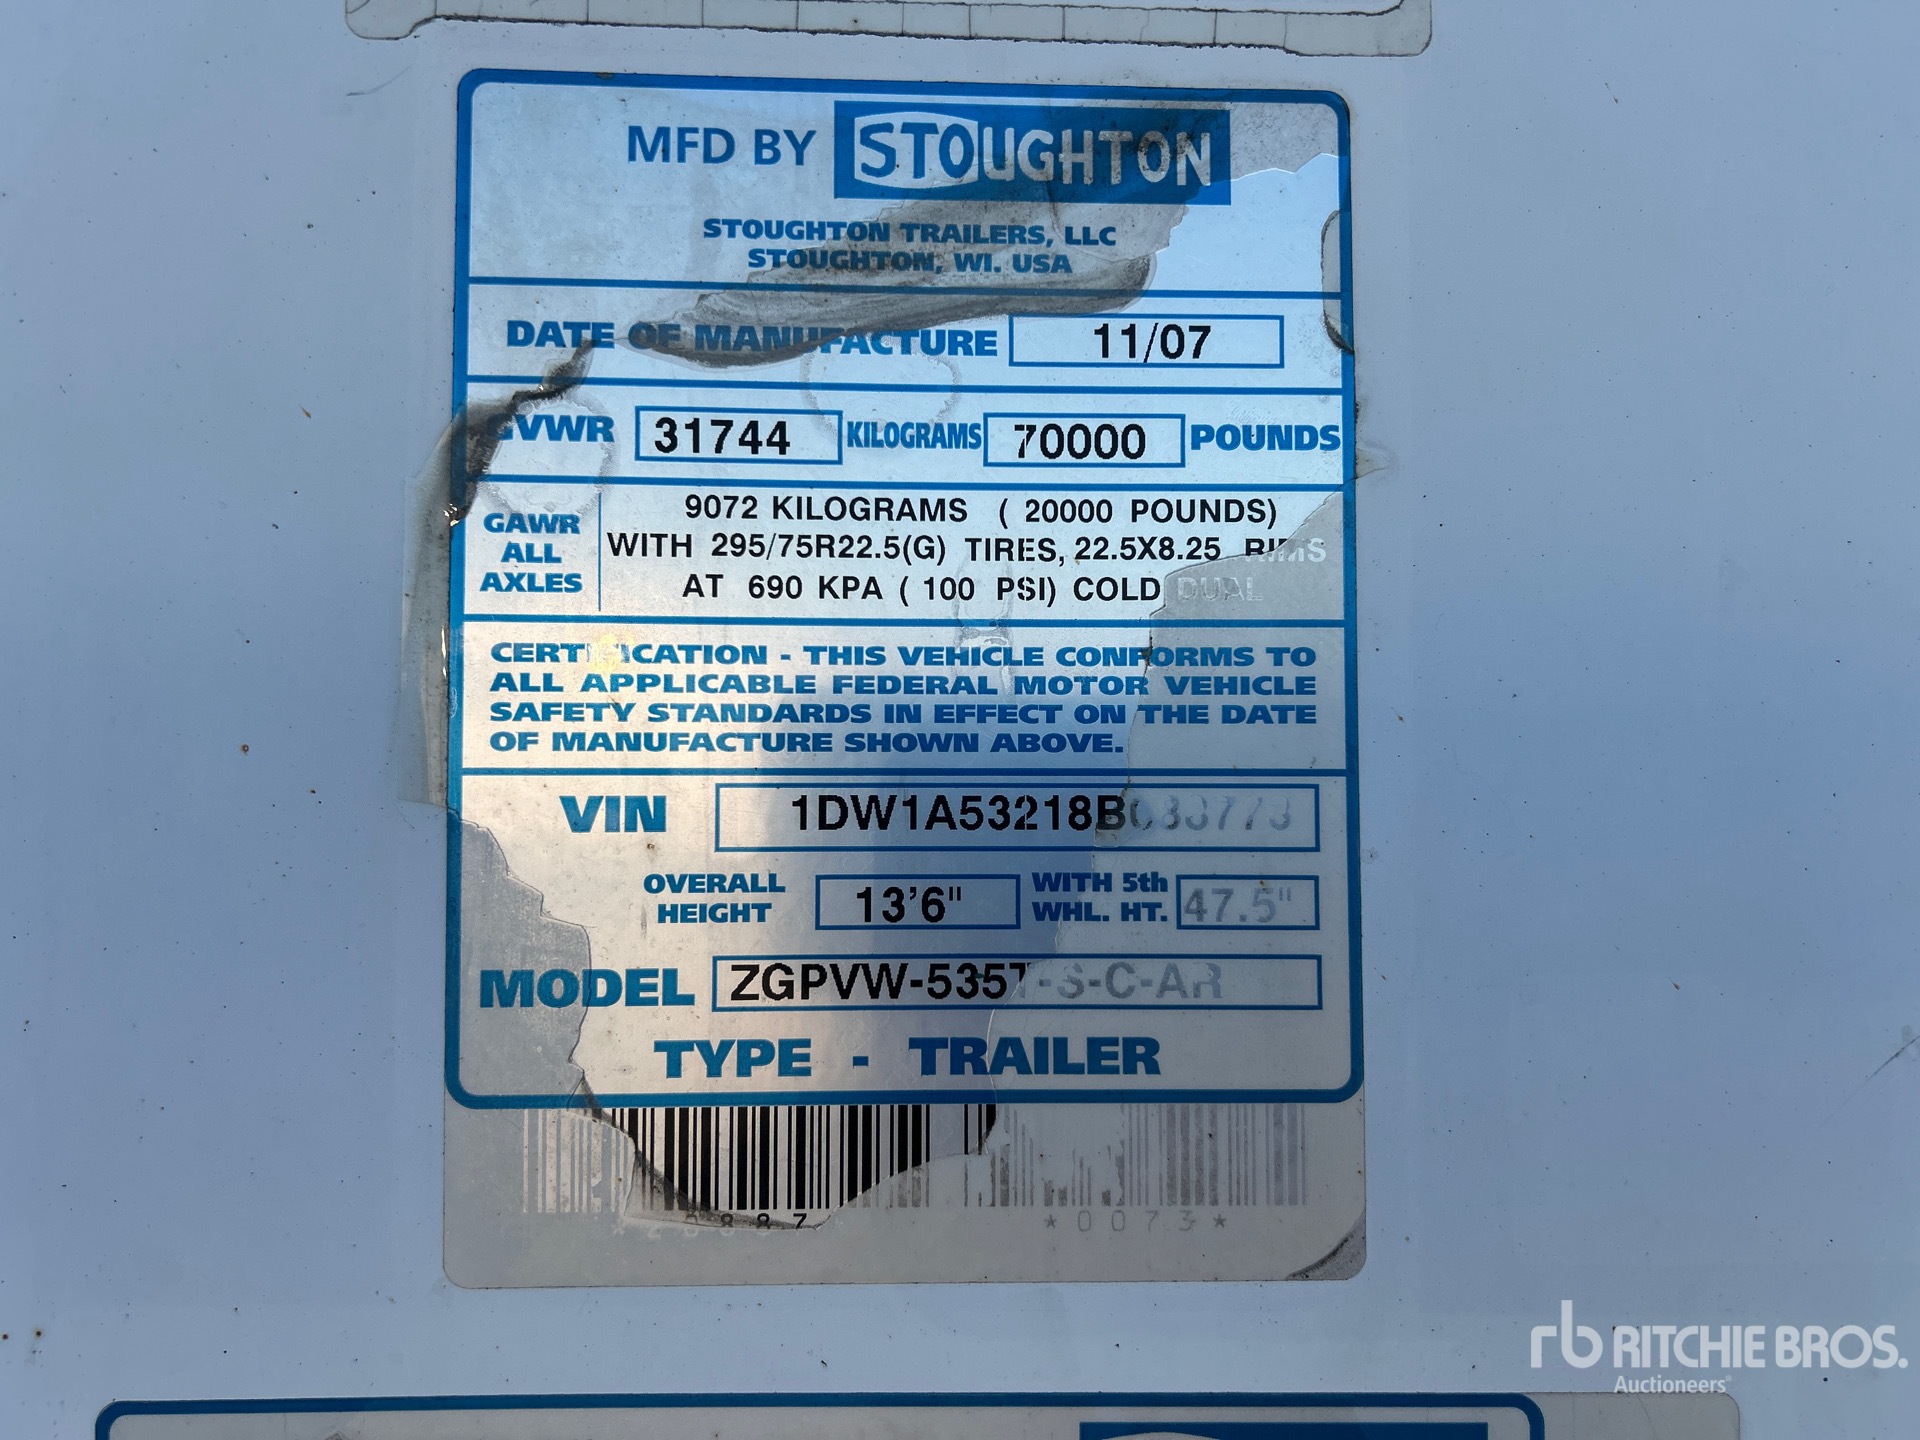 MFD BY STOUGHTON
STOUGHTON TRAILERS, LLC
STOUGHTON, WI. USA
DATE OF MANUFACTURE 11/07
GVWR 31744 KILOGRAMS 70000 POUNDS
GAWR ALL AXLES
9072 KILOGRAMS ( 20000 POUNDS)
WITH 295/75R22.5(G) TIRES, 22.5X8.25 RIMS
AT 690 KPA ( 100 PSI) COLD DUAL
CERTIFICATION - THIS VEHICLE CONFORMS TO
ALL APPLICABLE FEDERAL MOTOR VEHICLE
SAFETY STANDARDS IN EFFECT ON THE DATE
OF MANUFACTURE SHOWN ABOVE.
VIN
OVERALL HEIGHT 13'6" WITH 5th WHL. HT. 47.5"
MODEL ZGPVW-535T-S-C-AR
TYPE - TRAILER
*0073*
rb RITCHIE BROS.
Auctioneers